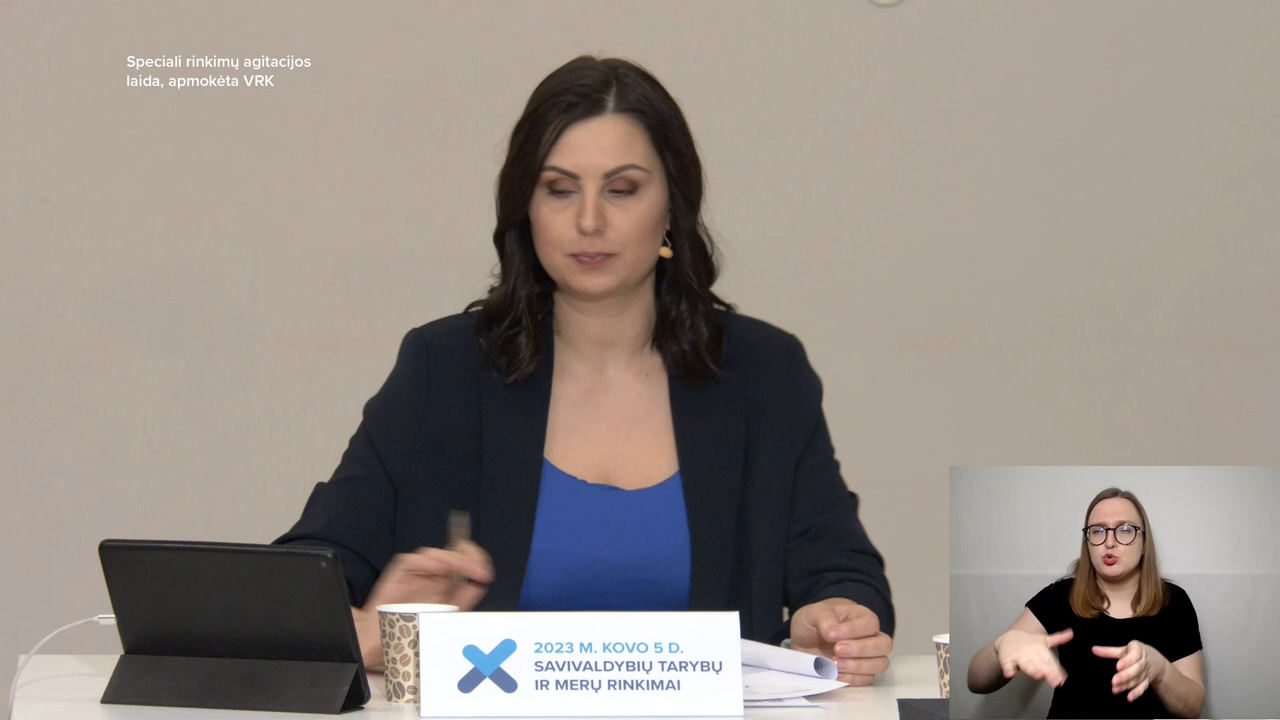 Speciali rinkimų agitacijos
laida, apmokėta VRK
2023 M. KOVO 5 D.
SAVIVALDYBIŲ TARYBŲ
IR MERŲ RINKIMAI